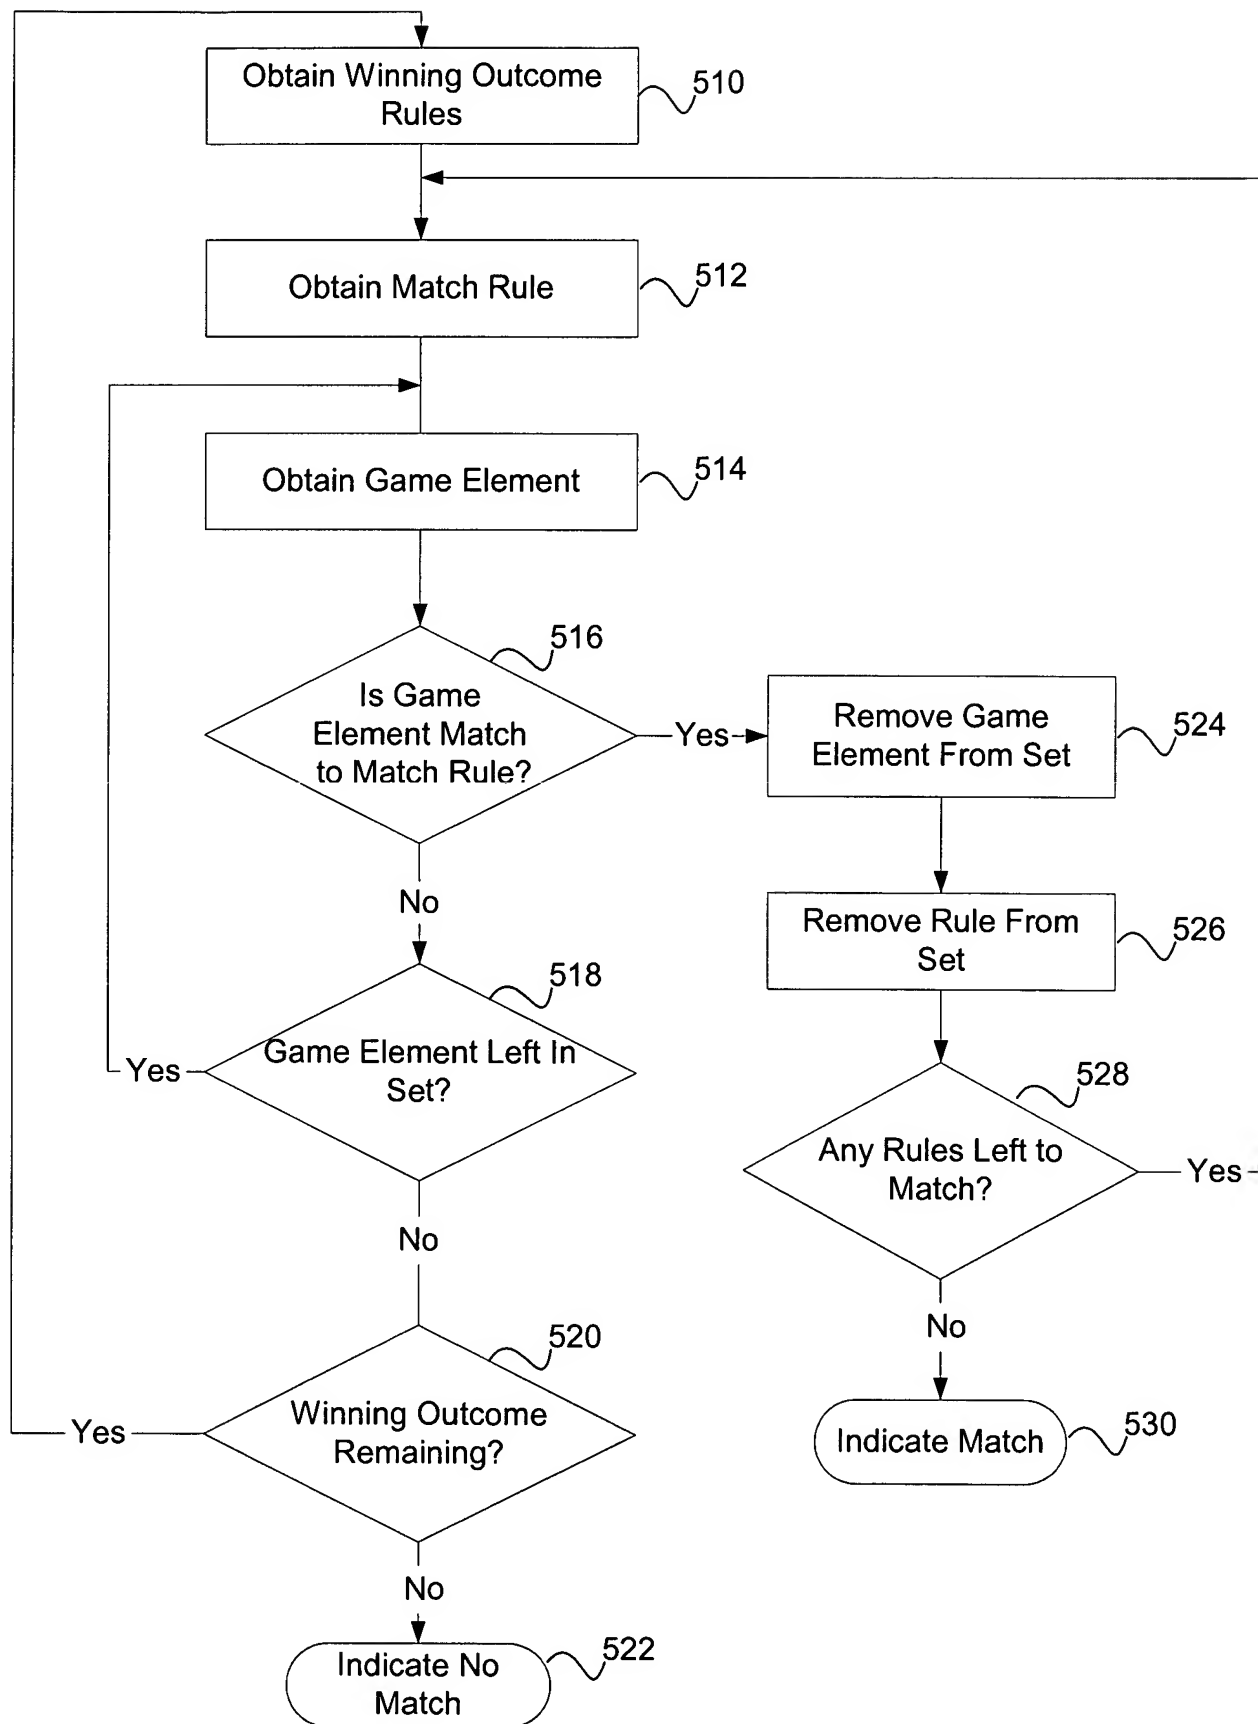 Obtain Winning Outcome
Rules
510
Obtain Match Rule
512
Obtain Game Element
514
516
Is Game
Element Match
to Match Rule?
Yes
Remove Game
Element From Set
524
No
Remove Rule From
Set
526
518
Game Element Left In
Set?
Yes
528
Any Rules Left to
Match?
Yes
No
No
520
Winning Outcome
Remaining?
Yes
Indicate Match
530
No
Indicate No
Match
522